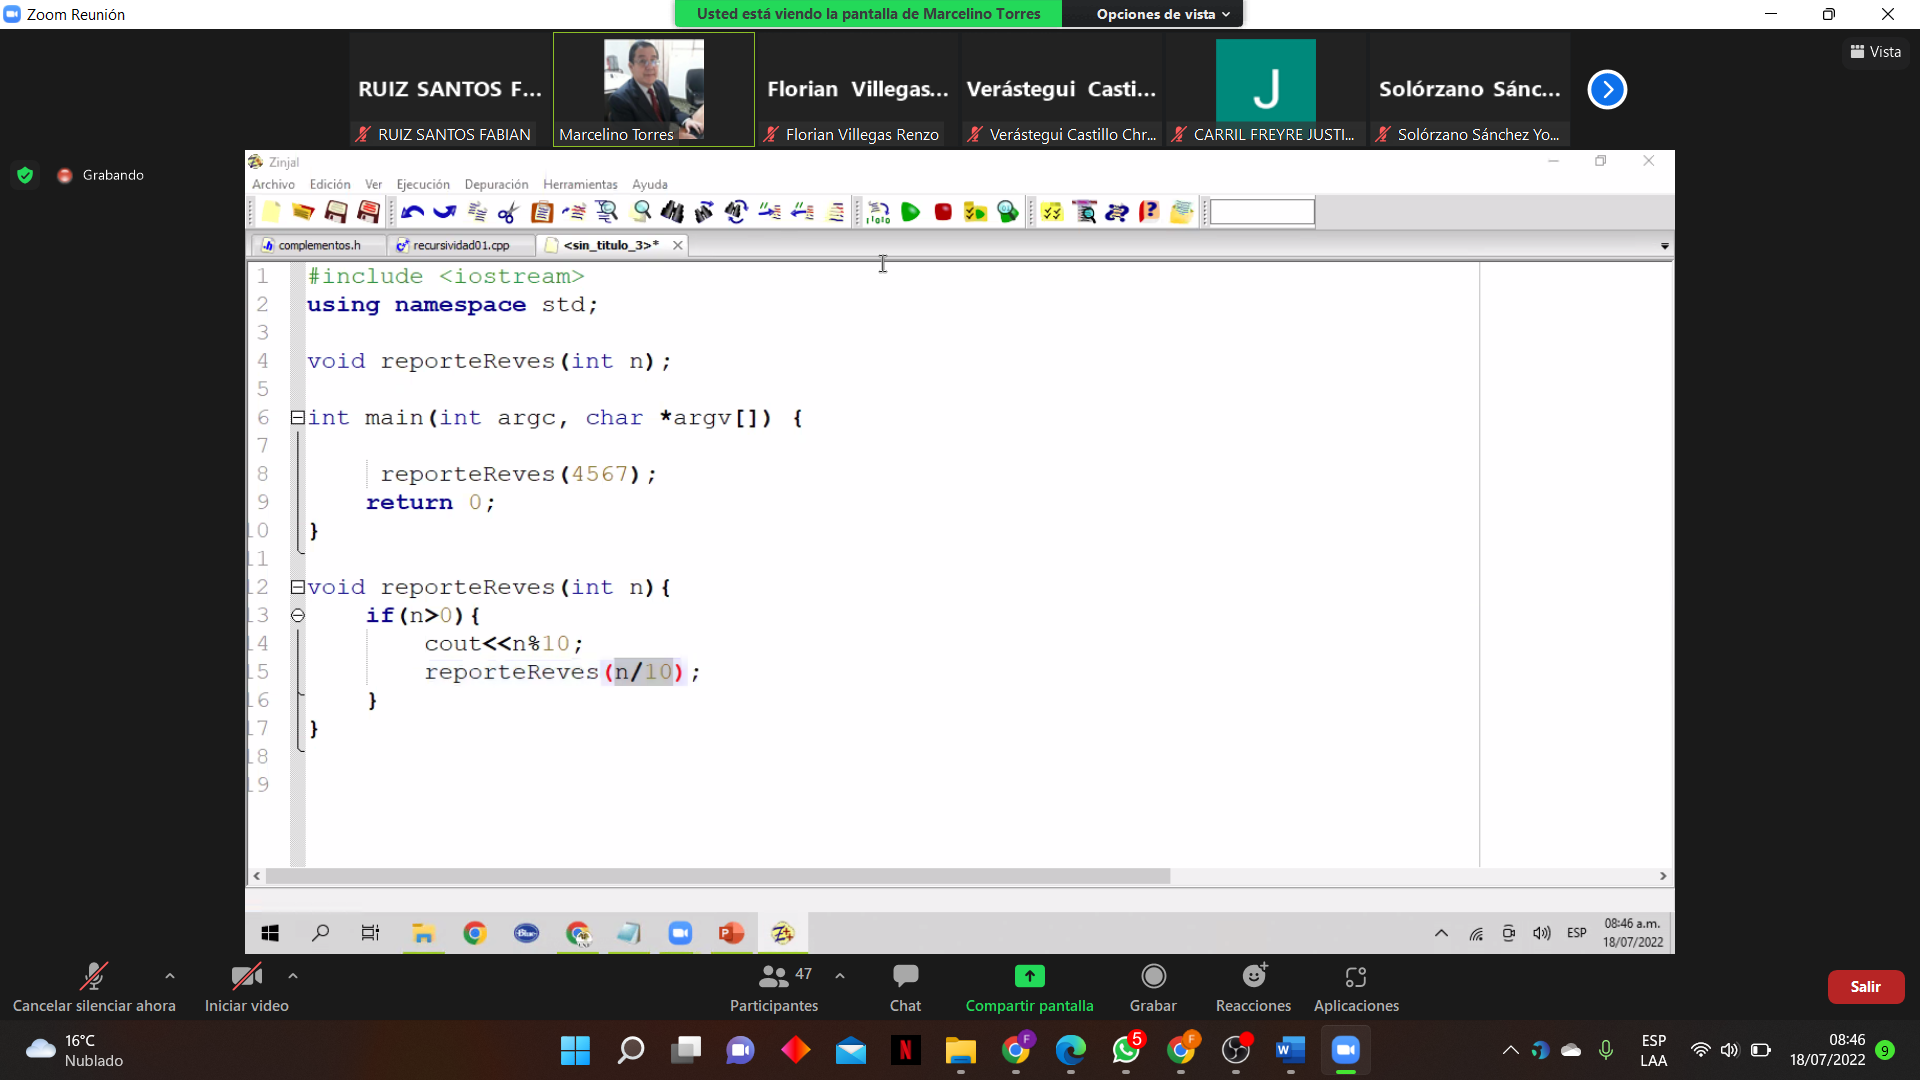 Zoom Reunión
Usted está viendo la pantalla de Marcelino Torres
Opciones de vista
Vista
RUIZ SANTOS F...
Florian Villegas...
Verástegui Casti...
J
Solórzano Sánc...
RUIZ SANTOS FABIAN
Marcelino Torres
Florian Villegas Renzo
Verástegui Castillo Chr...
CARRIL FREYRE JUSTI...
Solórzano Sánchez Yo...
Grabando
ZinjaI
Archivo Edición Ver Ejecución Depuración Herramientas Ayuda
complementos.h
recursividad01.cpp
<sin_titulo_3>*
1 #include <iostream>
2 using namespace std;
3
4 void reporteReves(int n);
5
6 int main(int argc, char *argv[]) {
7
8 reporteReves(4567);
9 return 0;
10 }
11
12 void reporteReves(int n){
13 if(n>0){
14 cout<<n%10;
15 reporteReves(n/10);
16 }
17 }
18
19
Blue
ESP
08:46 a.m.
18/07/2022
Cancelar silenciar ahora
Iniciar video
47
Participantes
Chat
Compartir pantalla
Grabar
Reacciones
Aplicaciones
Salir
16°C
Nublado
N
F
5
F
W
ESP
LAA
08:46
18/07/2022
9